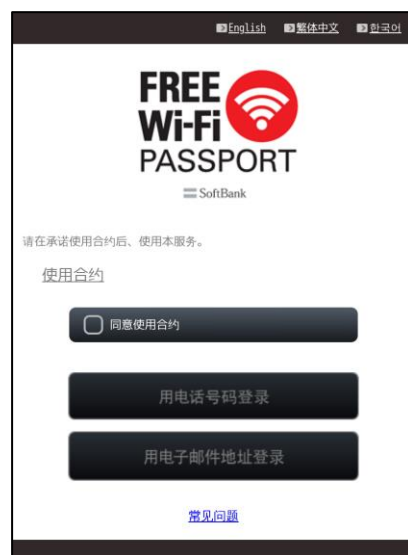 English 繁体中文 한국어
FREE
Wi-Fi
PASSPORT
SoftBank
请在承诺使用合约后、使用本服务。
使用合约
同意使用合约
用电话号码登录
用电子邮件地址登录
常见问题